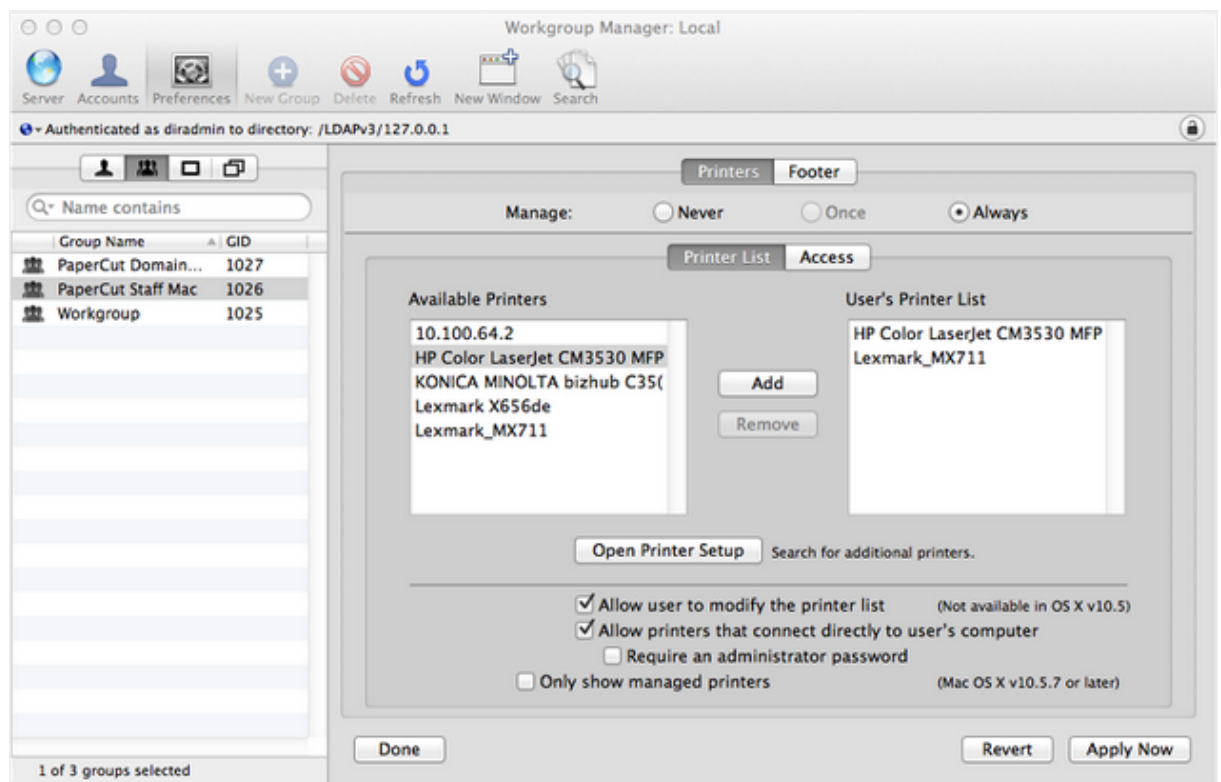 Workgroup Manager: Local
Server Accounts Preferences New Group Delete Refresh New Window Search
Authenticated as diradmin to directory: /LDAPv3/127.0.0.1
Name contains
Group Name GID
PaperCut Domain... 1027
PaperCut Staff Mac 1026
Workgroup 1025
1 of 3 groups selected
Printers Footer
Manage: Never Once Always
Printer List Access
Available Printers
10.100.64.2
HP Color LaserJet CM3530 MFP
KONICA MINOLTA bizhub C35(
Lexmark X656de
Lexmark_MX711
Add
Remove
User's Printer List
HP Color LaserJet CM3530 MFP
Lexmark_MX711
Open Printer Setup Search for additional printers.
Allow user to modify the printer list (Not available in OS X v10.5)
Allow printers that connect directly to user's computer
Require an administrator password
Only show managed printers (Mac OS X v10.5.7 or later)
Done Revert Apply Now